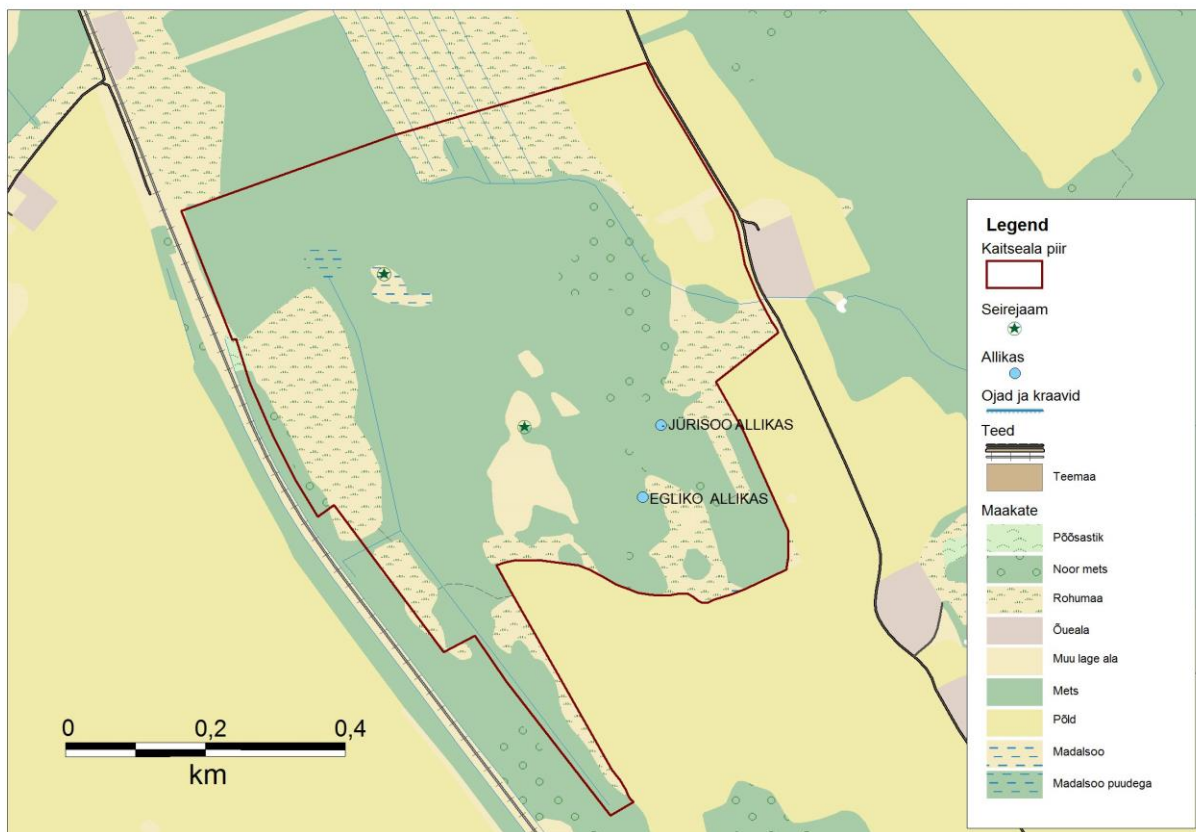 JÜRISOO ALLIKAS
EGLIKO ALLIKAS
0 0,2 0,4
km
Legend
Kaitseala piir
Seirejaam
Allikas
Ojad ja kraavid
Teed
Teemaa
Maakate
Põõsastik
Noor mets
Rohumaa
Õueala
Muu lage ala
Mets
Põld
Madalsoo
Madalsoo puudega